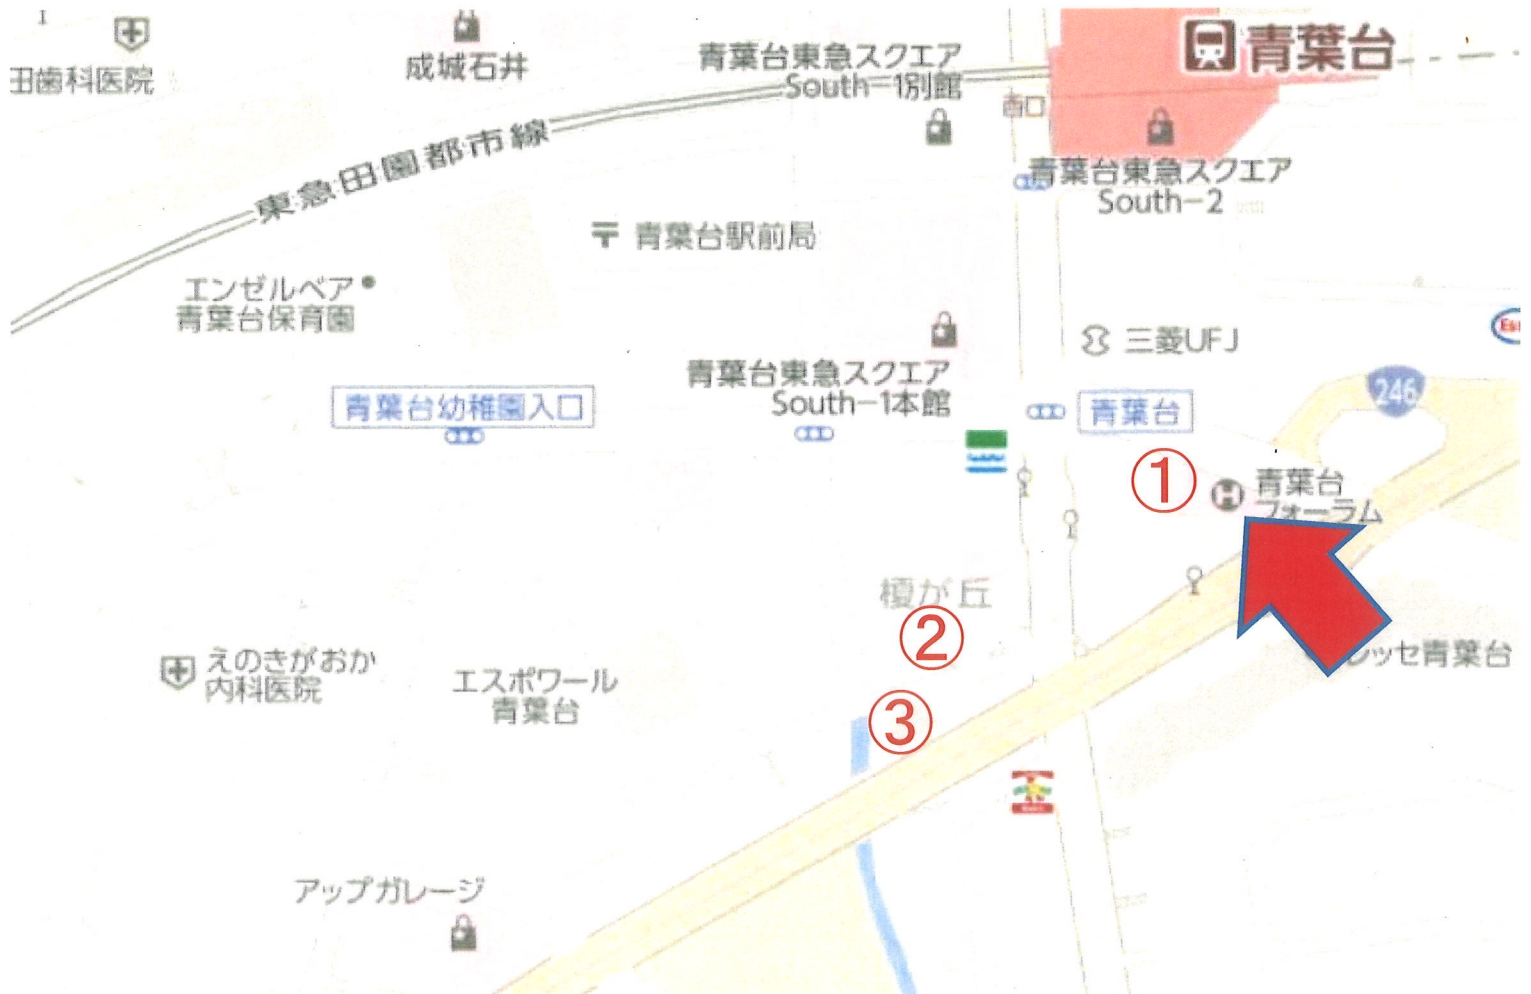 田歯科医院
成城石井
青葉台東急スクエア
South-1別館
青葉台
西口
東急田園都市線
青葉台東急スクエア
South-2
〒 青葉台駅前局
エンゼルベア
青葉台保育園
三菱UFJ
青葉台東急スクエア
South-1本館
246
青葉台幼稚園入口
青葉台
①
青葉台
フォーラム
榎が丘
②
えのきがおか
内科医院
エスポワール
青葉台
レッセ青葉台
③
アップガレージ